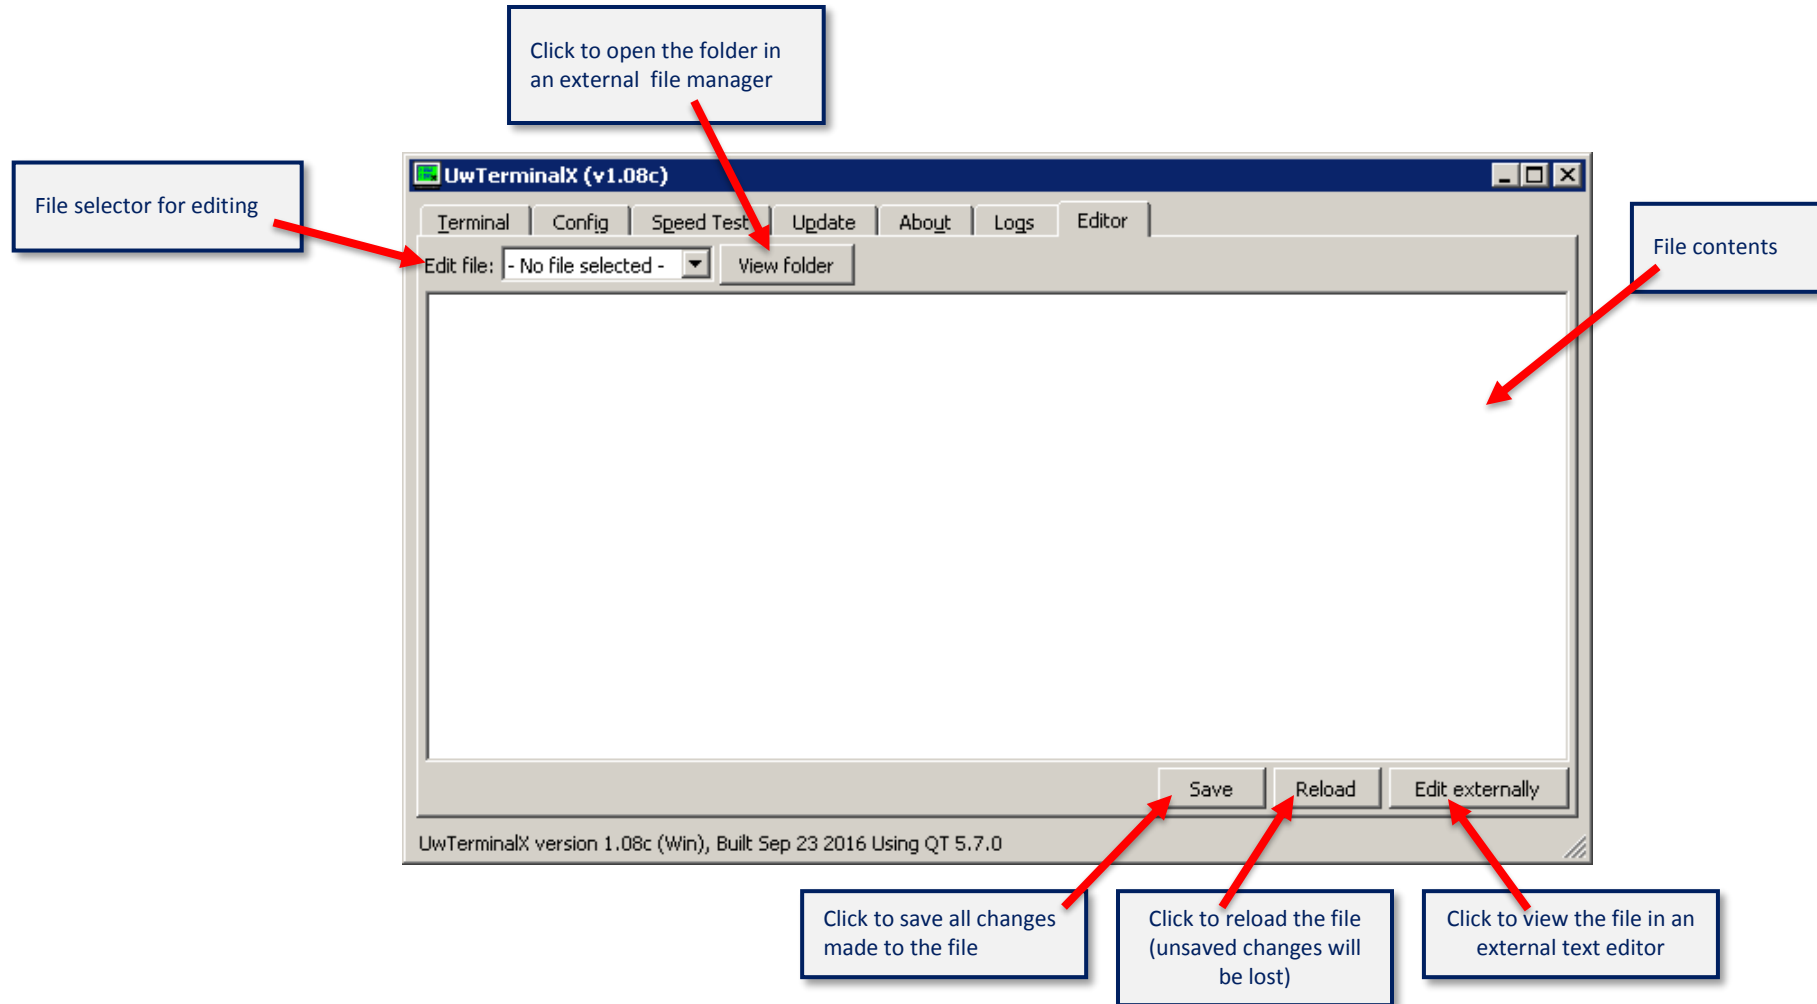 Click to open the folder in
an external file manager
File selector for editing
UwTerminalX (v1.08c)
Terminal Config Speed Test Update About Logs Editor
File contents
Edit file: - No file selected - View folder
Save Reload Edit externally
UwTerminalX version 1.08c (Win), Built Sep 23 2016 Using QT 5.7.0
Click to save all changes
made to the file
Click to reload the file
(unsaved changes will
be lost)
Click to view the file in an
external text editor